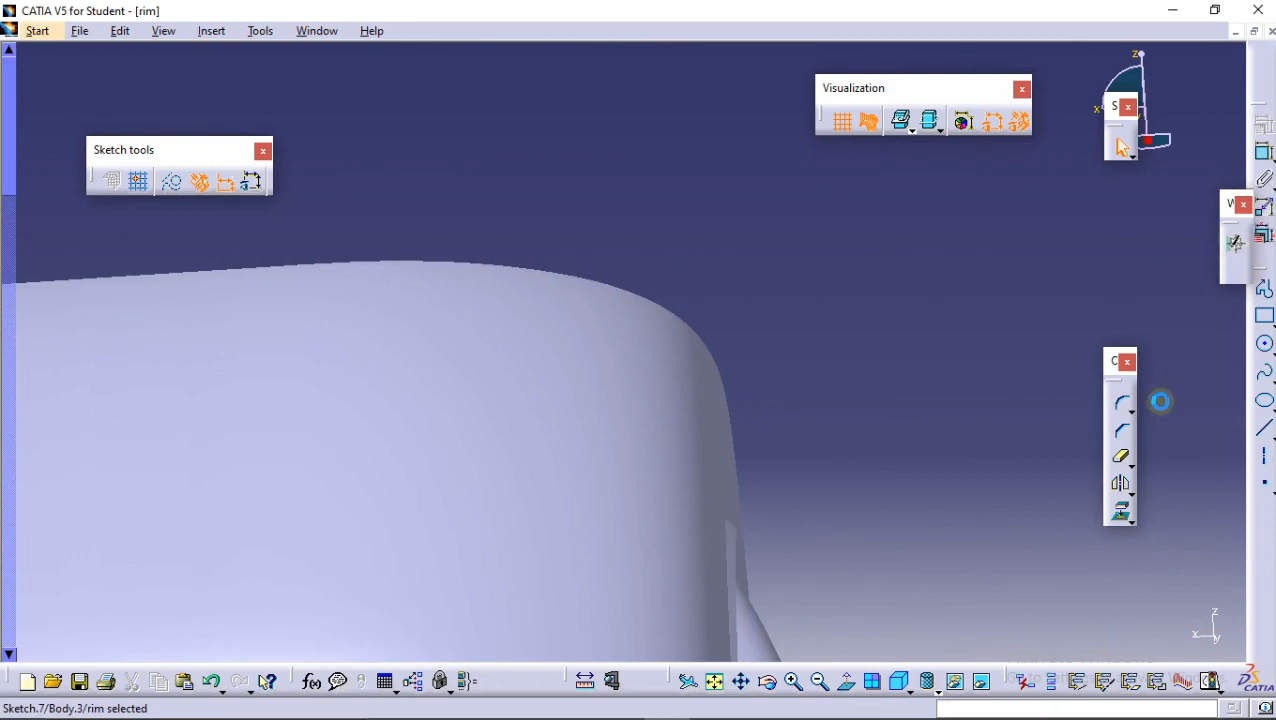 CATIA V5 for Student - [rim]
Start File Edit View Insert Tools Window Help
Visualization
Sketch tools
S
C
z
x
z
x
y
f(x)
CATIA
Sketch.7/Body.3/rim selected